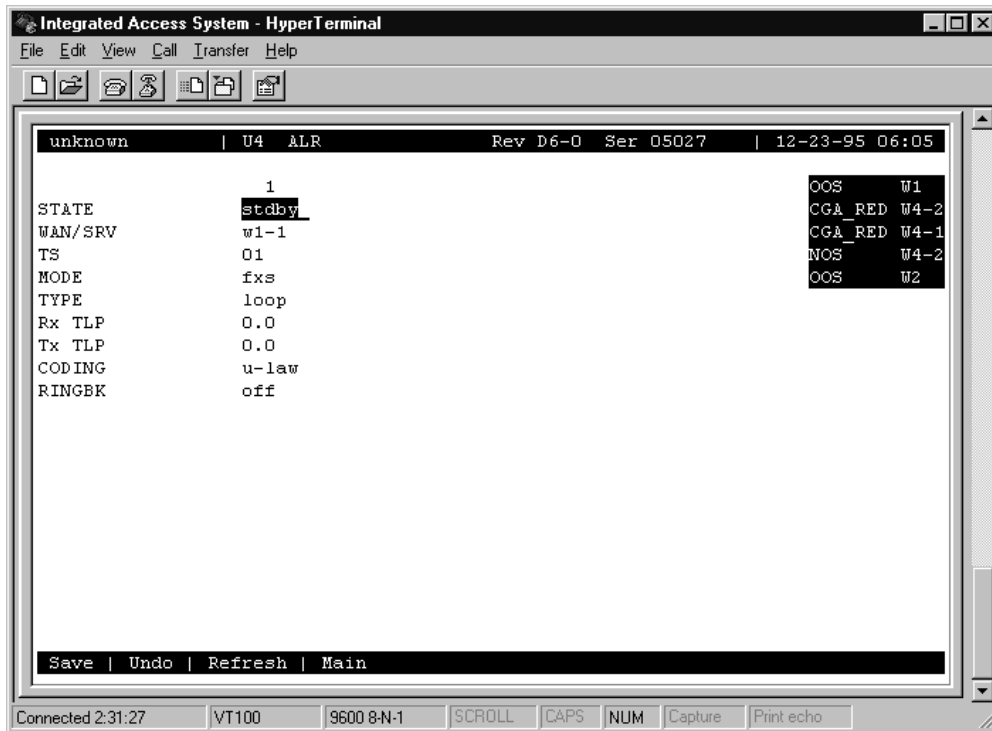 Integrated Access System - HyperTerminal
File Edit View Call Transfer Help
unknown | U4 ALR Rev D6-0 Ser 05027 | 12-23-95 06:05
1 OOS W1
STATE stdby CGA_RED W4-2
WAN/SRV w1-1 CGA_RED W4-1
TS 01 NOS W4-2
MODE fxs OOS W2
TYPE loop
Rx TLP 0.0
Tx TLP 0.0
CODING u-law
RINGBK off
Save | Undo | Refresh | Main
Connected 2:31:27 VT100 9600 8-N-1 SCROLL CAPS NUM Capture Print echo